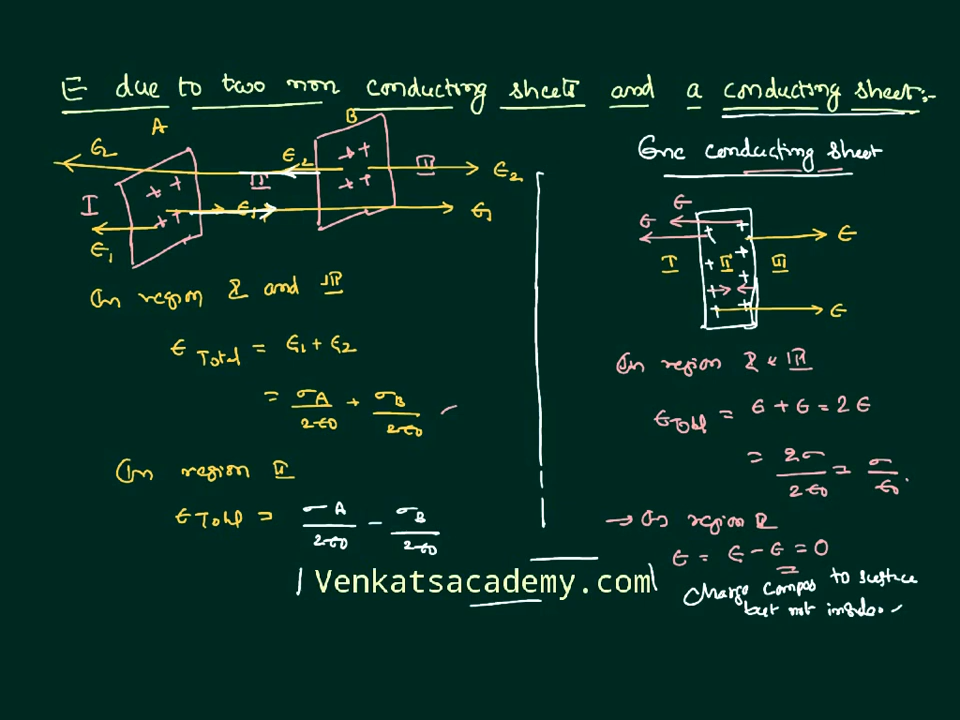 E due to two non conducting sheets and a conducting sheet:-
A
B
E2
E2
I
II
III
E2
E1
E1
E1
In region I and III
E Total = E1 + E2
= σA/2ε0 + σB/2ε0
In region II
E Total = σA/2ε0 - σB/2ε0
One conducting sheet
E
E
E
I
II
III
E
In region I & III
E Total = E + E = 2E
= 2σ/2ε0 = σ/ε0.
→ In region II
E = E - E = 0
Charge to surface
but not inside.
Venkatsacademy.com